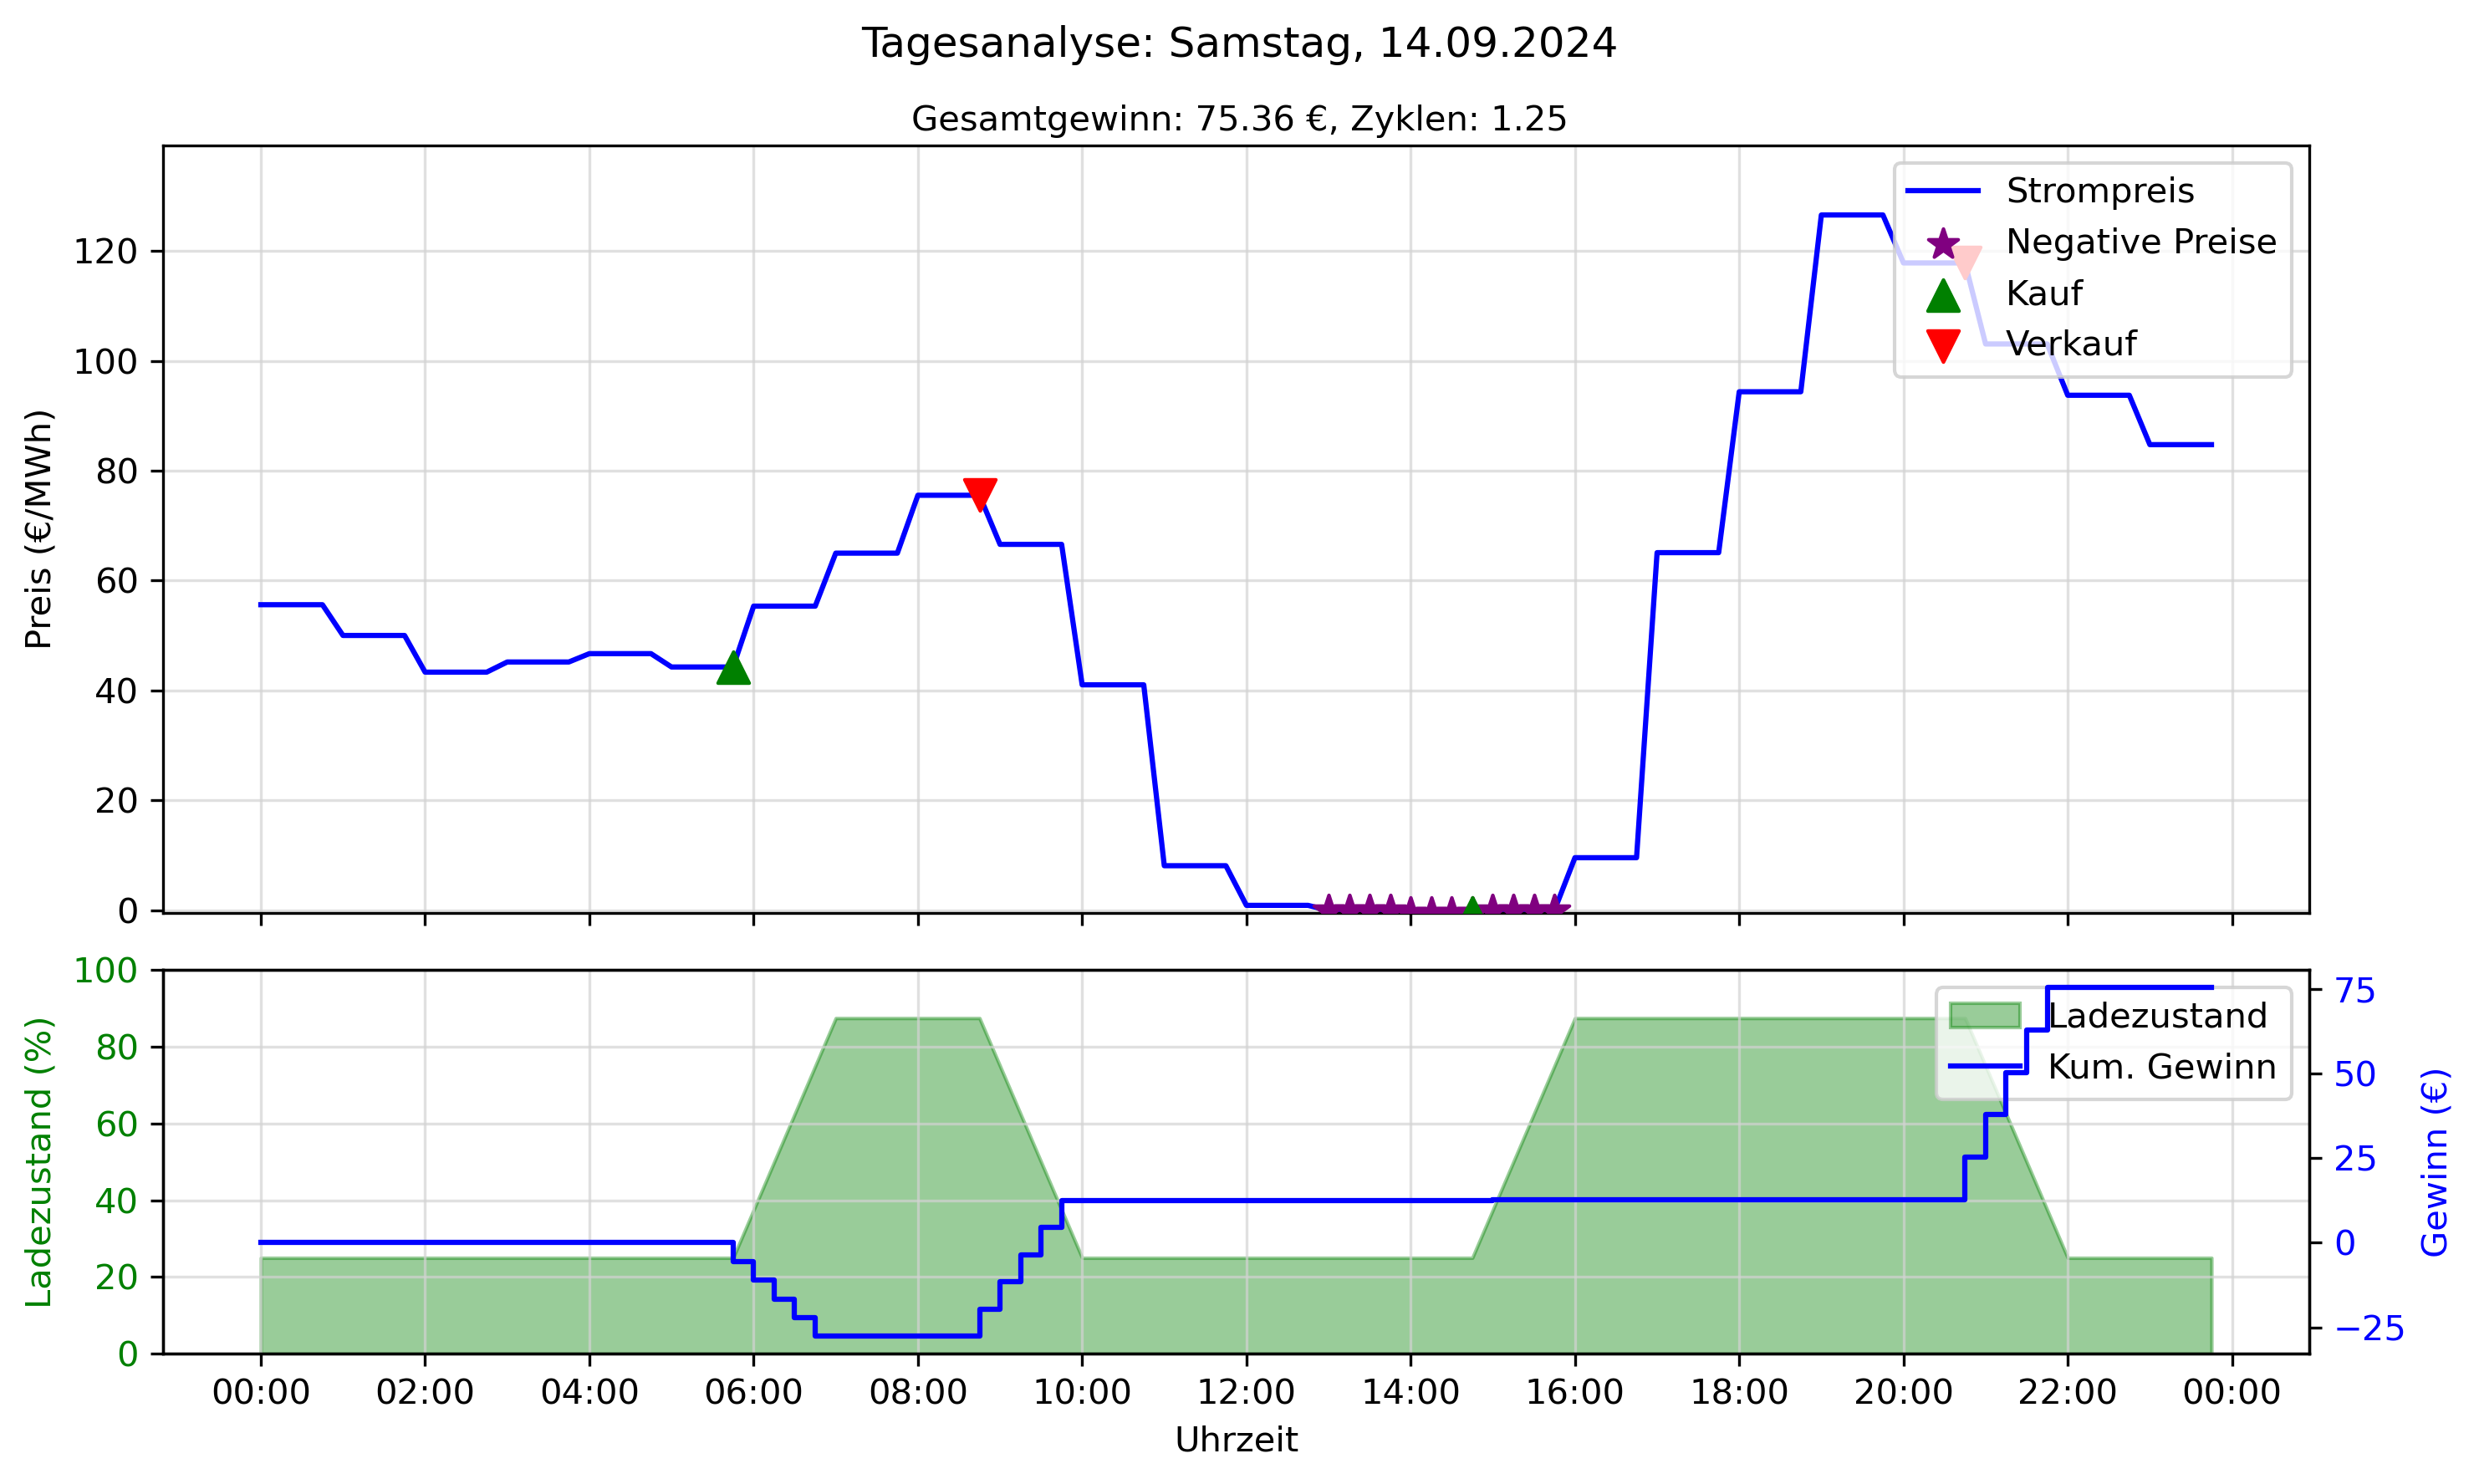 Tagesanalyse: Samstag, 14.09.2024
Gesamtgewinn: 75.36 €, Zyklen: 1.25
Preis (€/MWh)
120
100
80
60
40
20
0
Strompreis
Negative Preise
Kauf
Verkauf
Ladezustand (%)
100
80
60
40
20
0
Ladezustand
Kum. Gewinn
75
50
25
0
−25
Gewinn (€)
00:00 02:00 04:00 06:00 08:00 10:00 12:00 14:00 16:00 18:00 20:00 22:00 00:00
Uhrzeit